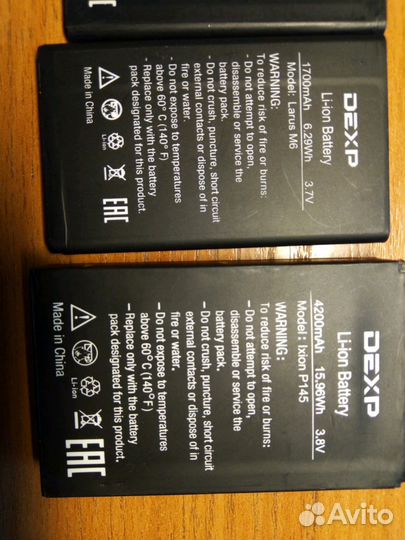 DEXP
Li-ion Battery
1700mAh 6.29Wh 3.7V
Model: Larus M6
WARNING:
To reduce risk of fire or burns:
- Do not attempt to open,
disassemble or service the
battery pack.
- Do not crush, puncture, short circuit
external contacts or dispose of in
fire or water.
- Do not expose to temperatures
above 60°C (140°F)
- Replace only with the battery
pack designated for this product.
Made in China
Li-ion
EAC
DEXP
Li-ion Battery
4200mAh 15.96Wh 3.8V
Model: Ixion P145
WARNING:
To reduce risk of fire or burns:
- Do not attempt to open,
disassemble or service the
battery pack.
- Do not crush, puncture, short circuit
external contacts or dispose of in
fire or water.
- Do not expose to temperatures
above 60°C (140°F)
- Replace only with the battery
pack designated for this product.
Made in China
Li-ion
EAC
Avito